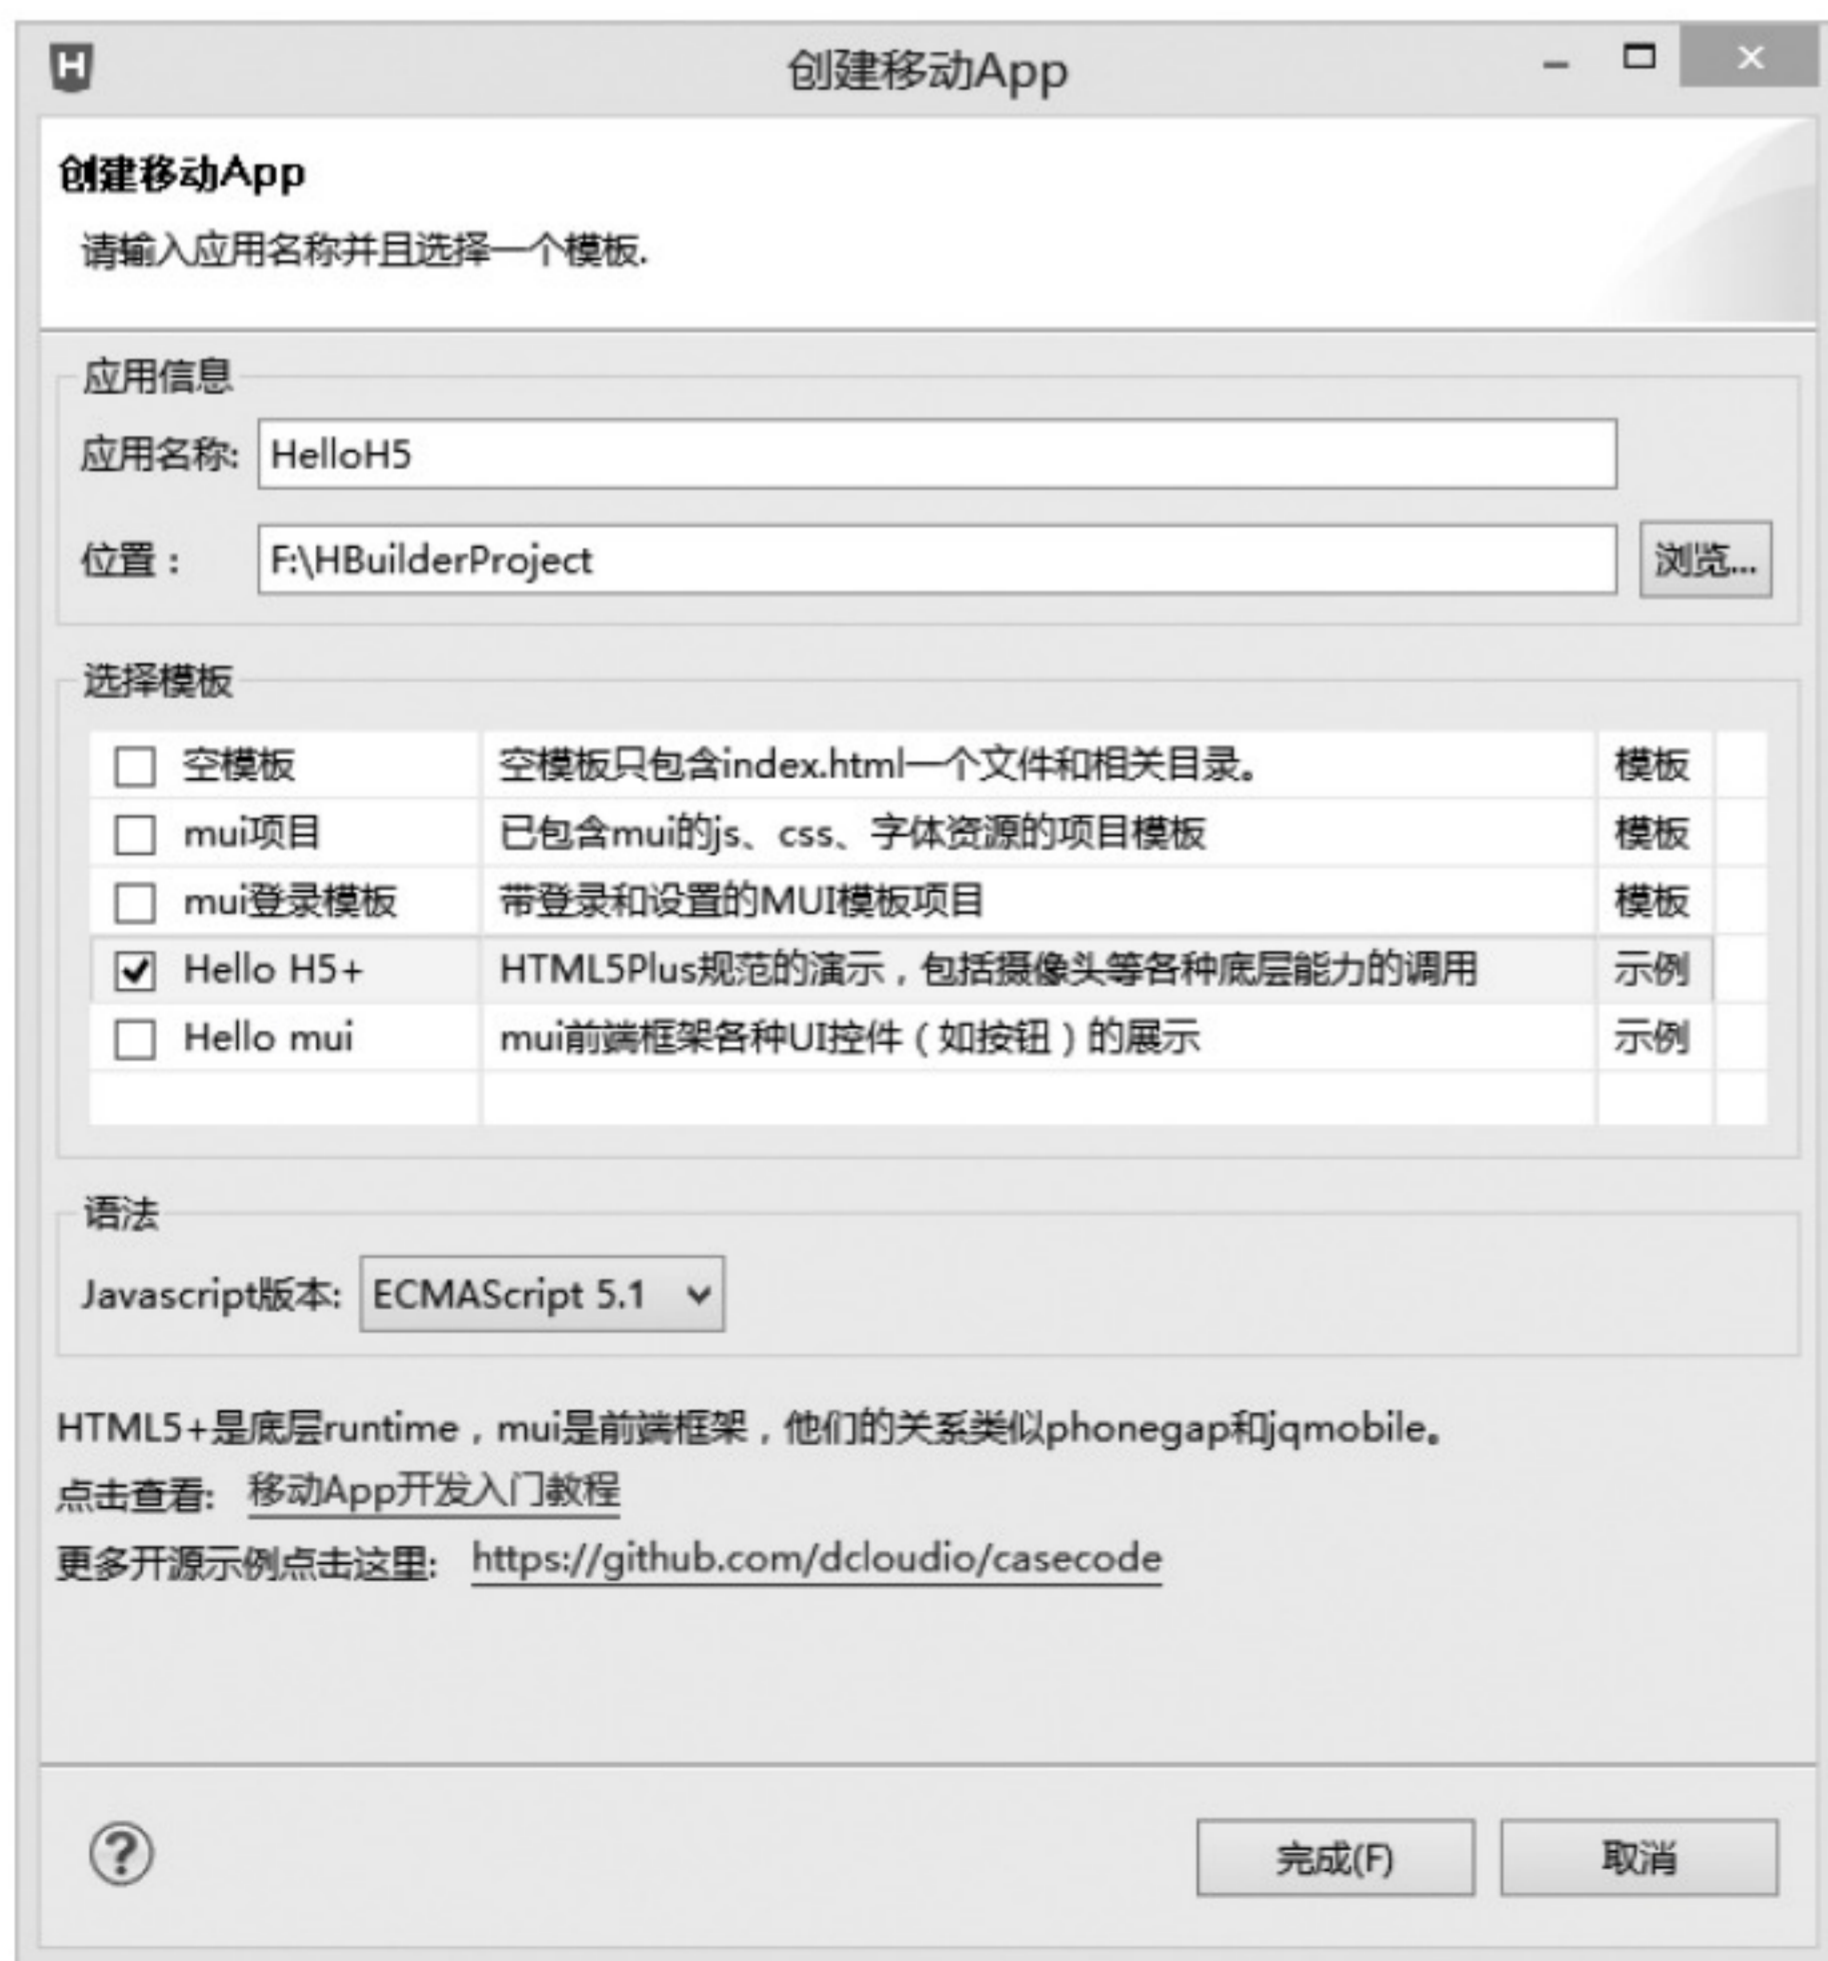 创建移动App
创建移动App
请输入应用名称并且选择一个模板.
应用信息
应用名称: HelloH5
位置： F:\HBuilderProject 浏览...
选择模板
空模板 空模板只包含index.html一个文件和相关目录。 模板
mui项目 已包含mui的js、css、字体资源的项目模板 模板
mui登录模板 带登录和设置的MUI模板项目 模板
Hello H5+ HTML5Plus规范的演示，包括摄像头等各种底层能力的调用 示例
Hello mui mui前端框架各种UI控件（如按钮）的展示 示例
语法
Javascript版本: ECMAScript 5.1
HTML5+是底层runtime，mui是前端框架，他们的关系类似phonegap和jqmobile。
点击查看: 移动App开发入门教程
更多开源示例点击这里: https://github.com/dcloudio/casecode
完成(F) 取消